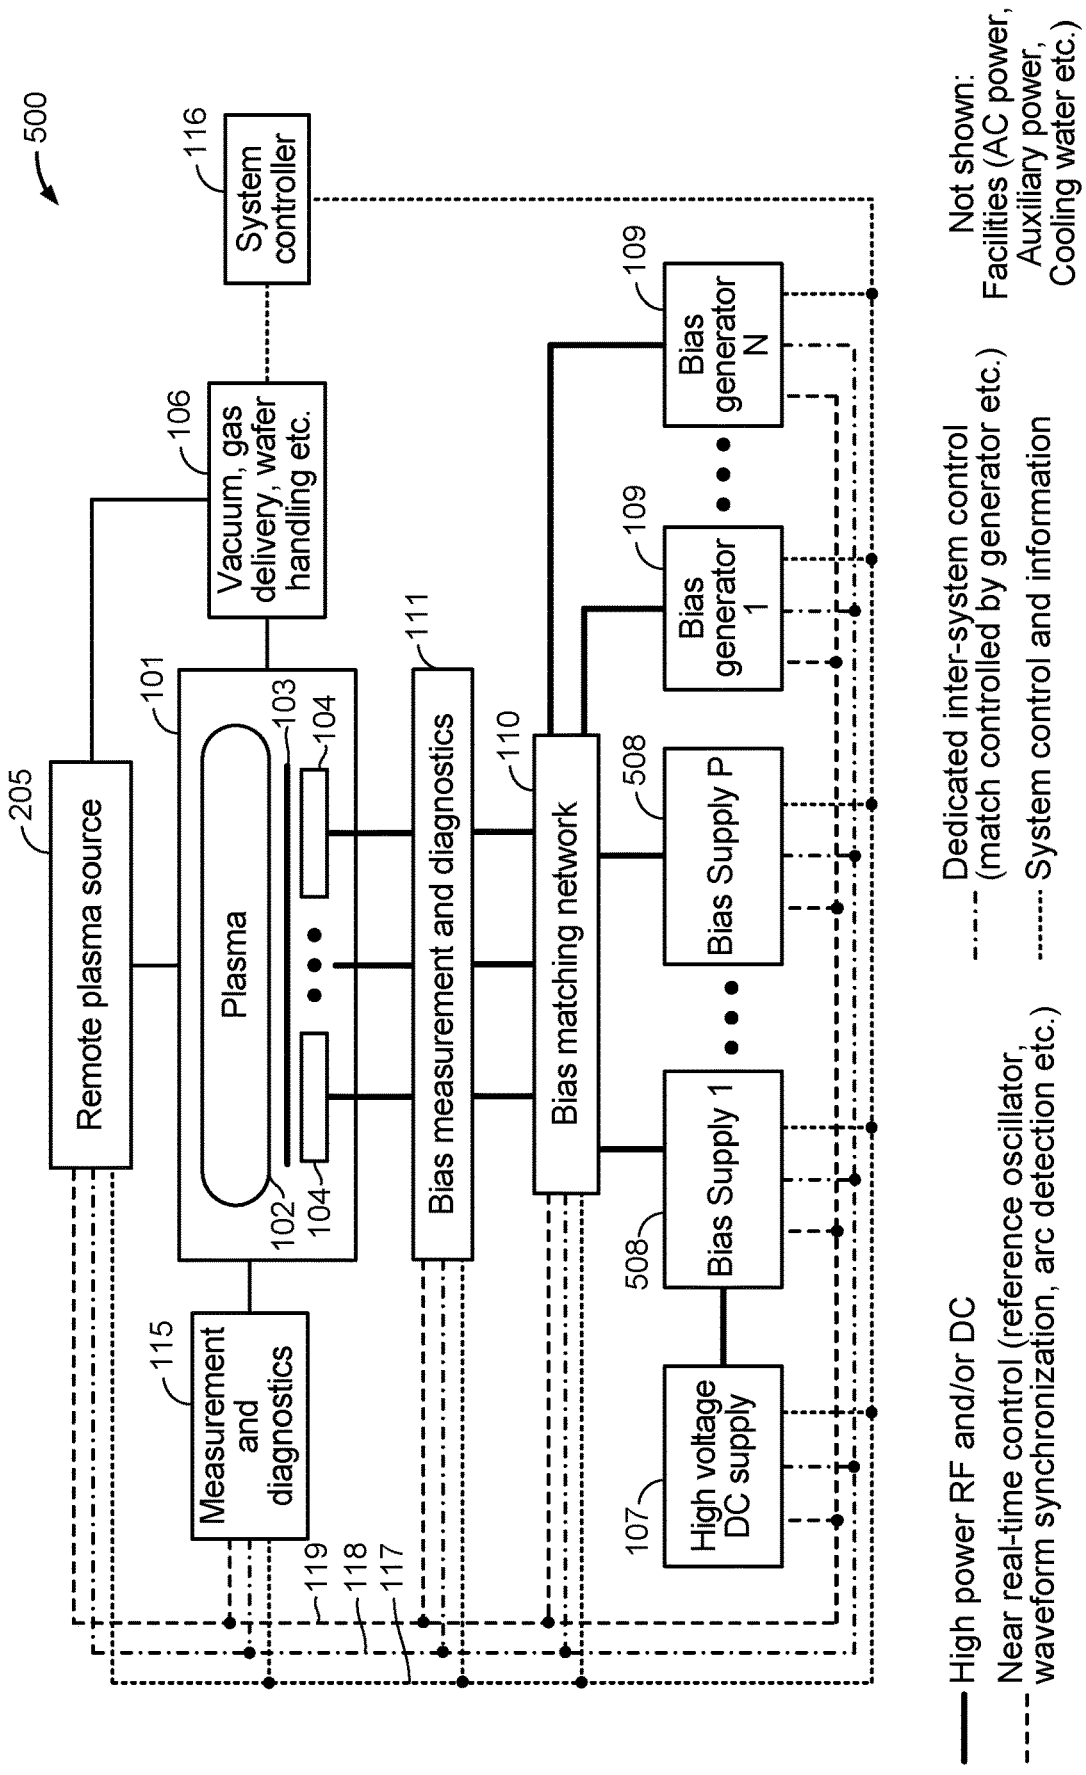 500
205
Remote plasma source
101
Plasma
102
103
104
104
106
Vacuum, gas
delivery, wafer
handling etc.
116
System
controller
115
Measurement
and
diagnostics
111
Bias measurement and diagnostics
110
Bias matching network
119
118
117
107
High voltage
DC supply
508
Bias Supply 1
508
Bias Supply P
109
Bias
generator
1
109
Bias
generator
N
High power RF and/or DC
Near real-time control (reference oscillator,
waveform synchronization, arc detection etc.)
Dedicated inter-system control
(match controlled by generator etc.)
System control and information
Not shown:
Facilities (AC power,
Auxiliary power,
Cooling water etc.)